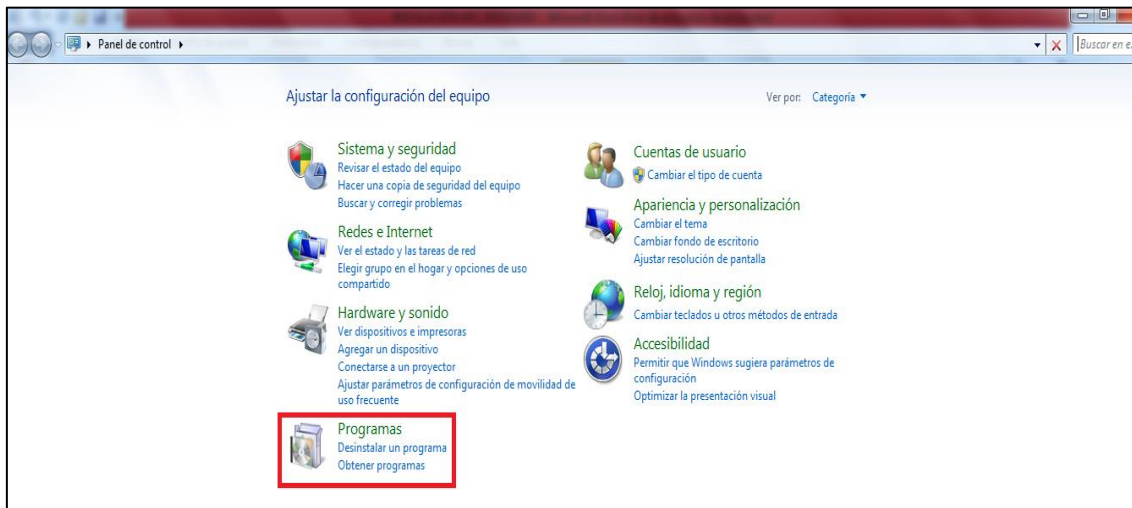 Panel de control
Buscar en e
Ajustar la configuración del equipo
Ver por: Categoría
Sistema y seguridad
Revisar el estado del equipo
Hacer una copia de seguridad del equipo
Buscar y corregir problemas
Redes e Internet
Ver el estado y las tareas de red
Elegir grupo en el hogar y opciones de uso
compartido
Hardware y sonido
Ver dispositivos e impresoras
Agregar un dispositivo
Conectarse a un proyector
Ajustar parámetros de configuración de movilidad de
uso frecuente
Programas
Desinstalar un programa
Obtener programas
Cuentas de usuario
Cambiar el tipo de cuenta
Apariencia y personalización
Cambiar el tema
Cambiar fondo de escritorio
Ajustar resolución de pantalla
Reloj, idioma y región
Cambiar teclados u otros métodos de entrada
Accesibilidad
Permitir que Windows sugiera parámetros de
configuración
Optimizar la presentación visual